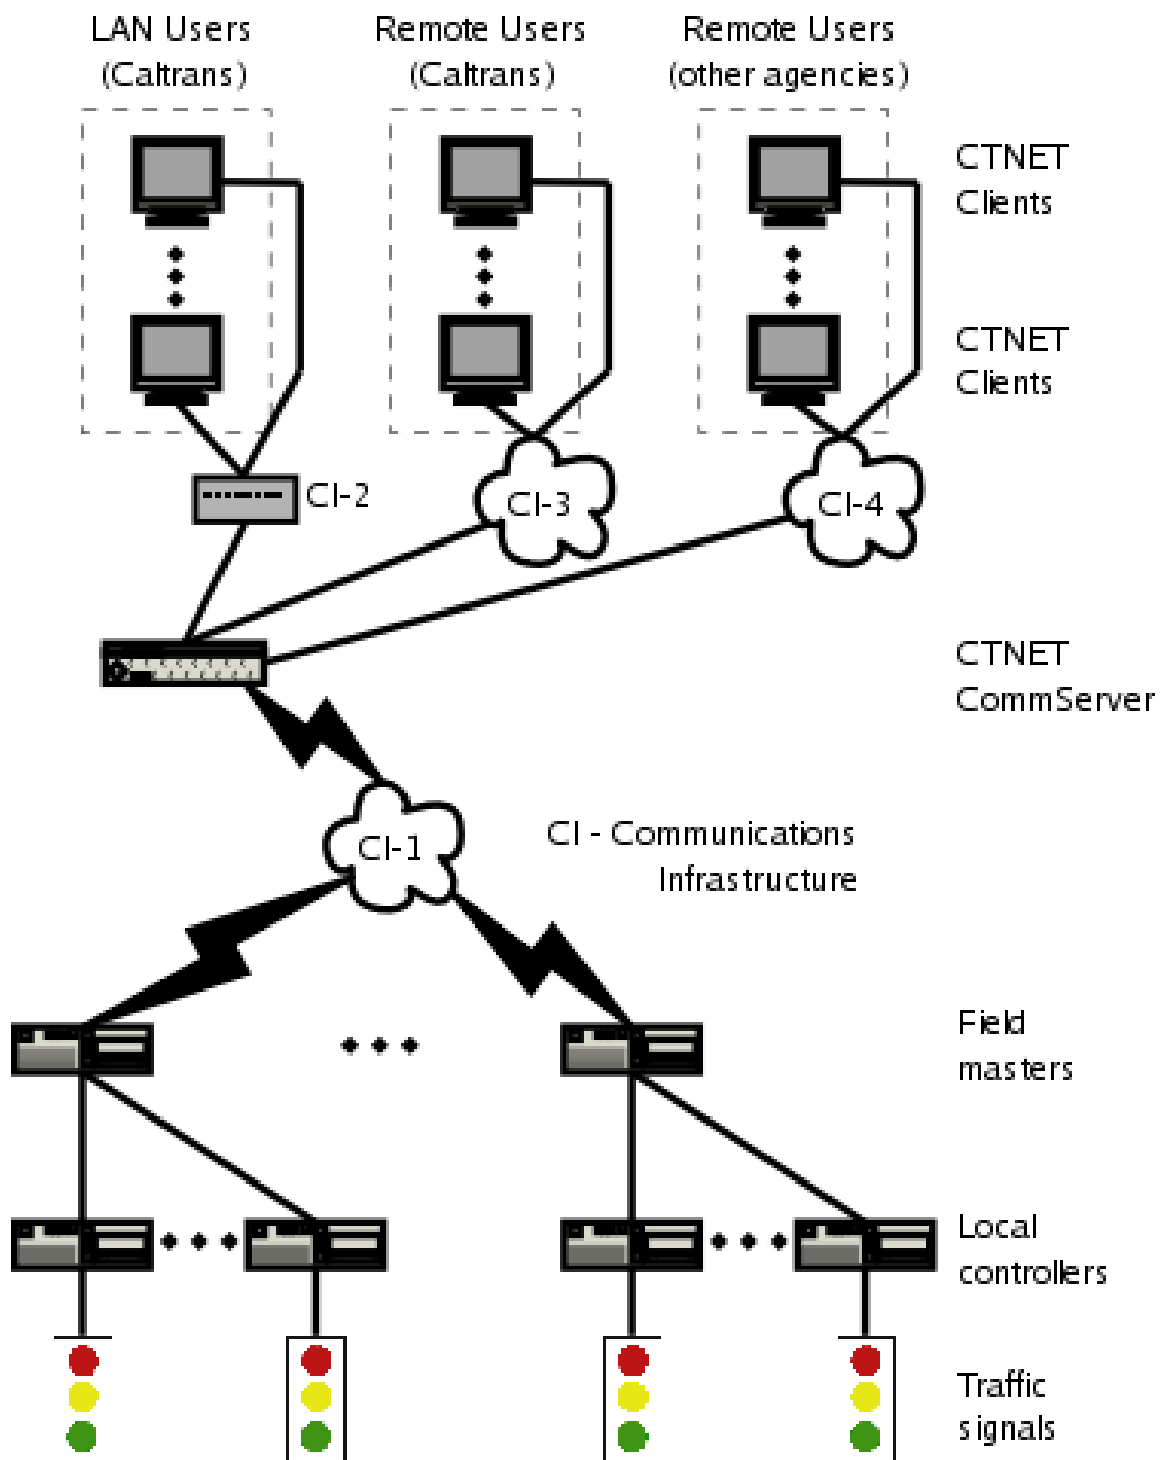 LAN Users
(Caltrans)
Remote Users
(Caltrans)
Remote Users
(other agencies)
CTNET
Clients
CTNET
Clients
CI-2
CI-3
CI-4
CTNET
CommServer
CI-1
CI - Communications
Infrastructure
Field
masters
Local
controllers
Traffic
signals